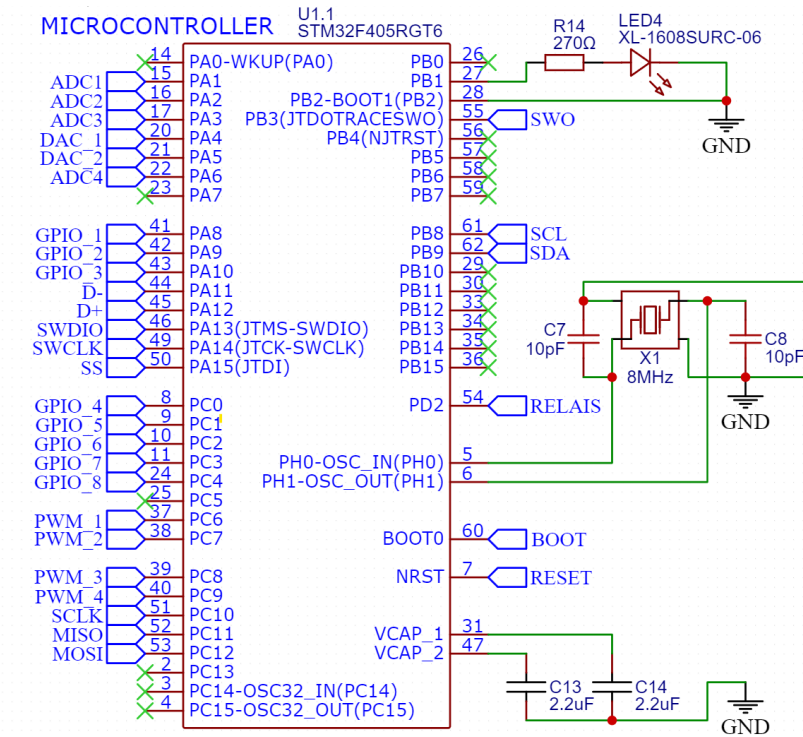 MICROCONTROLLER
U1.1
STM32F405RGT6
14 PA0-WKUP(PA0)
ADC1 15 PA1
ADC2 16 PA2
ADC3 17 PA3
DAC_1 20 PA4
DAC_2 21 PA5
ADC4 22 PA6
23 PA7
GPIO_1 41 PA8
GPIO_2 42 PA9
GPIO_3 43 PA10
D- 44 PA11
D+ 45 PA12
SWDIO 46 PA13(JTMS-SWDIO)
SWCLK 49 PA14(JTCK-SWCLK)
SS 50 PA15(JTDI)
GPIO_4 8 PC0
GPIO_5 9 PC1
GPIO_6 10 PC2
GPIO_7 11 PC3
GPIO_8 24 PC4
25 PC5
PWM_1 37 PC6
PWM_2 38 PC7
PWM_3 39 PC8
PWM_4 40 PC9
SCLK 51 PC10
MISO 52 PC11
MOSI 53 PC12
2 PC13
3 PC14-OSC32_IN(PC14)
4 PC15-OSC32_OUT(PC15)
PB0 26
PB1 27
PB2-BOOT1(PB2) 28
PB3(JTDOTRACESWO) 55 SWO
PB4(NJTRST) 56
PB5 57
PB6 58
PB7 59
PB8 61 SCL
PB9 62 SDA
PB10 29
PB11 30
PB12 33
PB13 34
PB14 35
PB15 36
PD2 54 RELAIS
PH0-OSC_IN(PH0) 5
PH1-OSC_OUT(PH1) 6
BOOT0 60 BOOT
NRST 7 RESET
VCAP_1 31
VCAP_2 47
R14
270Ω
LED4
XL-1608SURC-06
GND
C7
10pF
X1
8MHz
C8
10pF
GND
C13
2.2uF
C14
2.2uF
GND